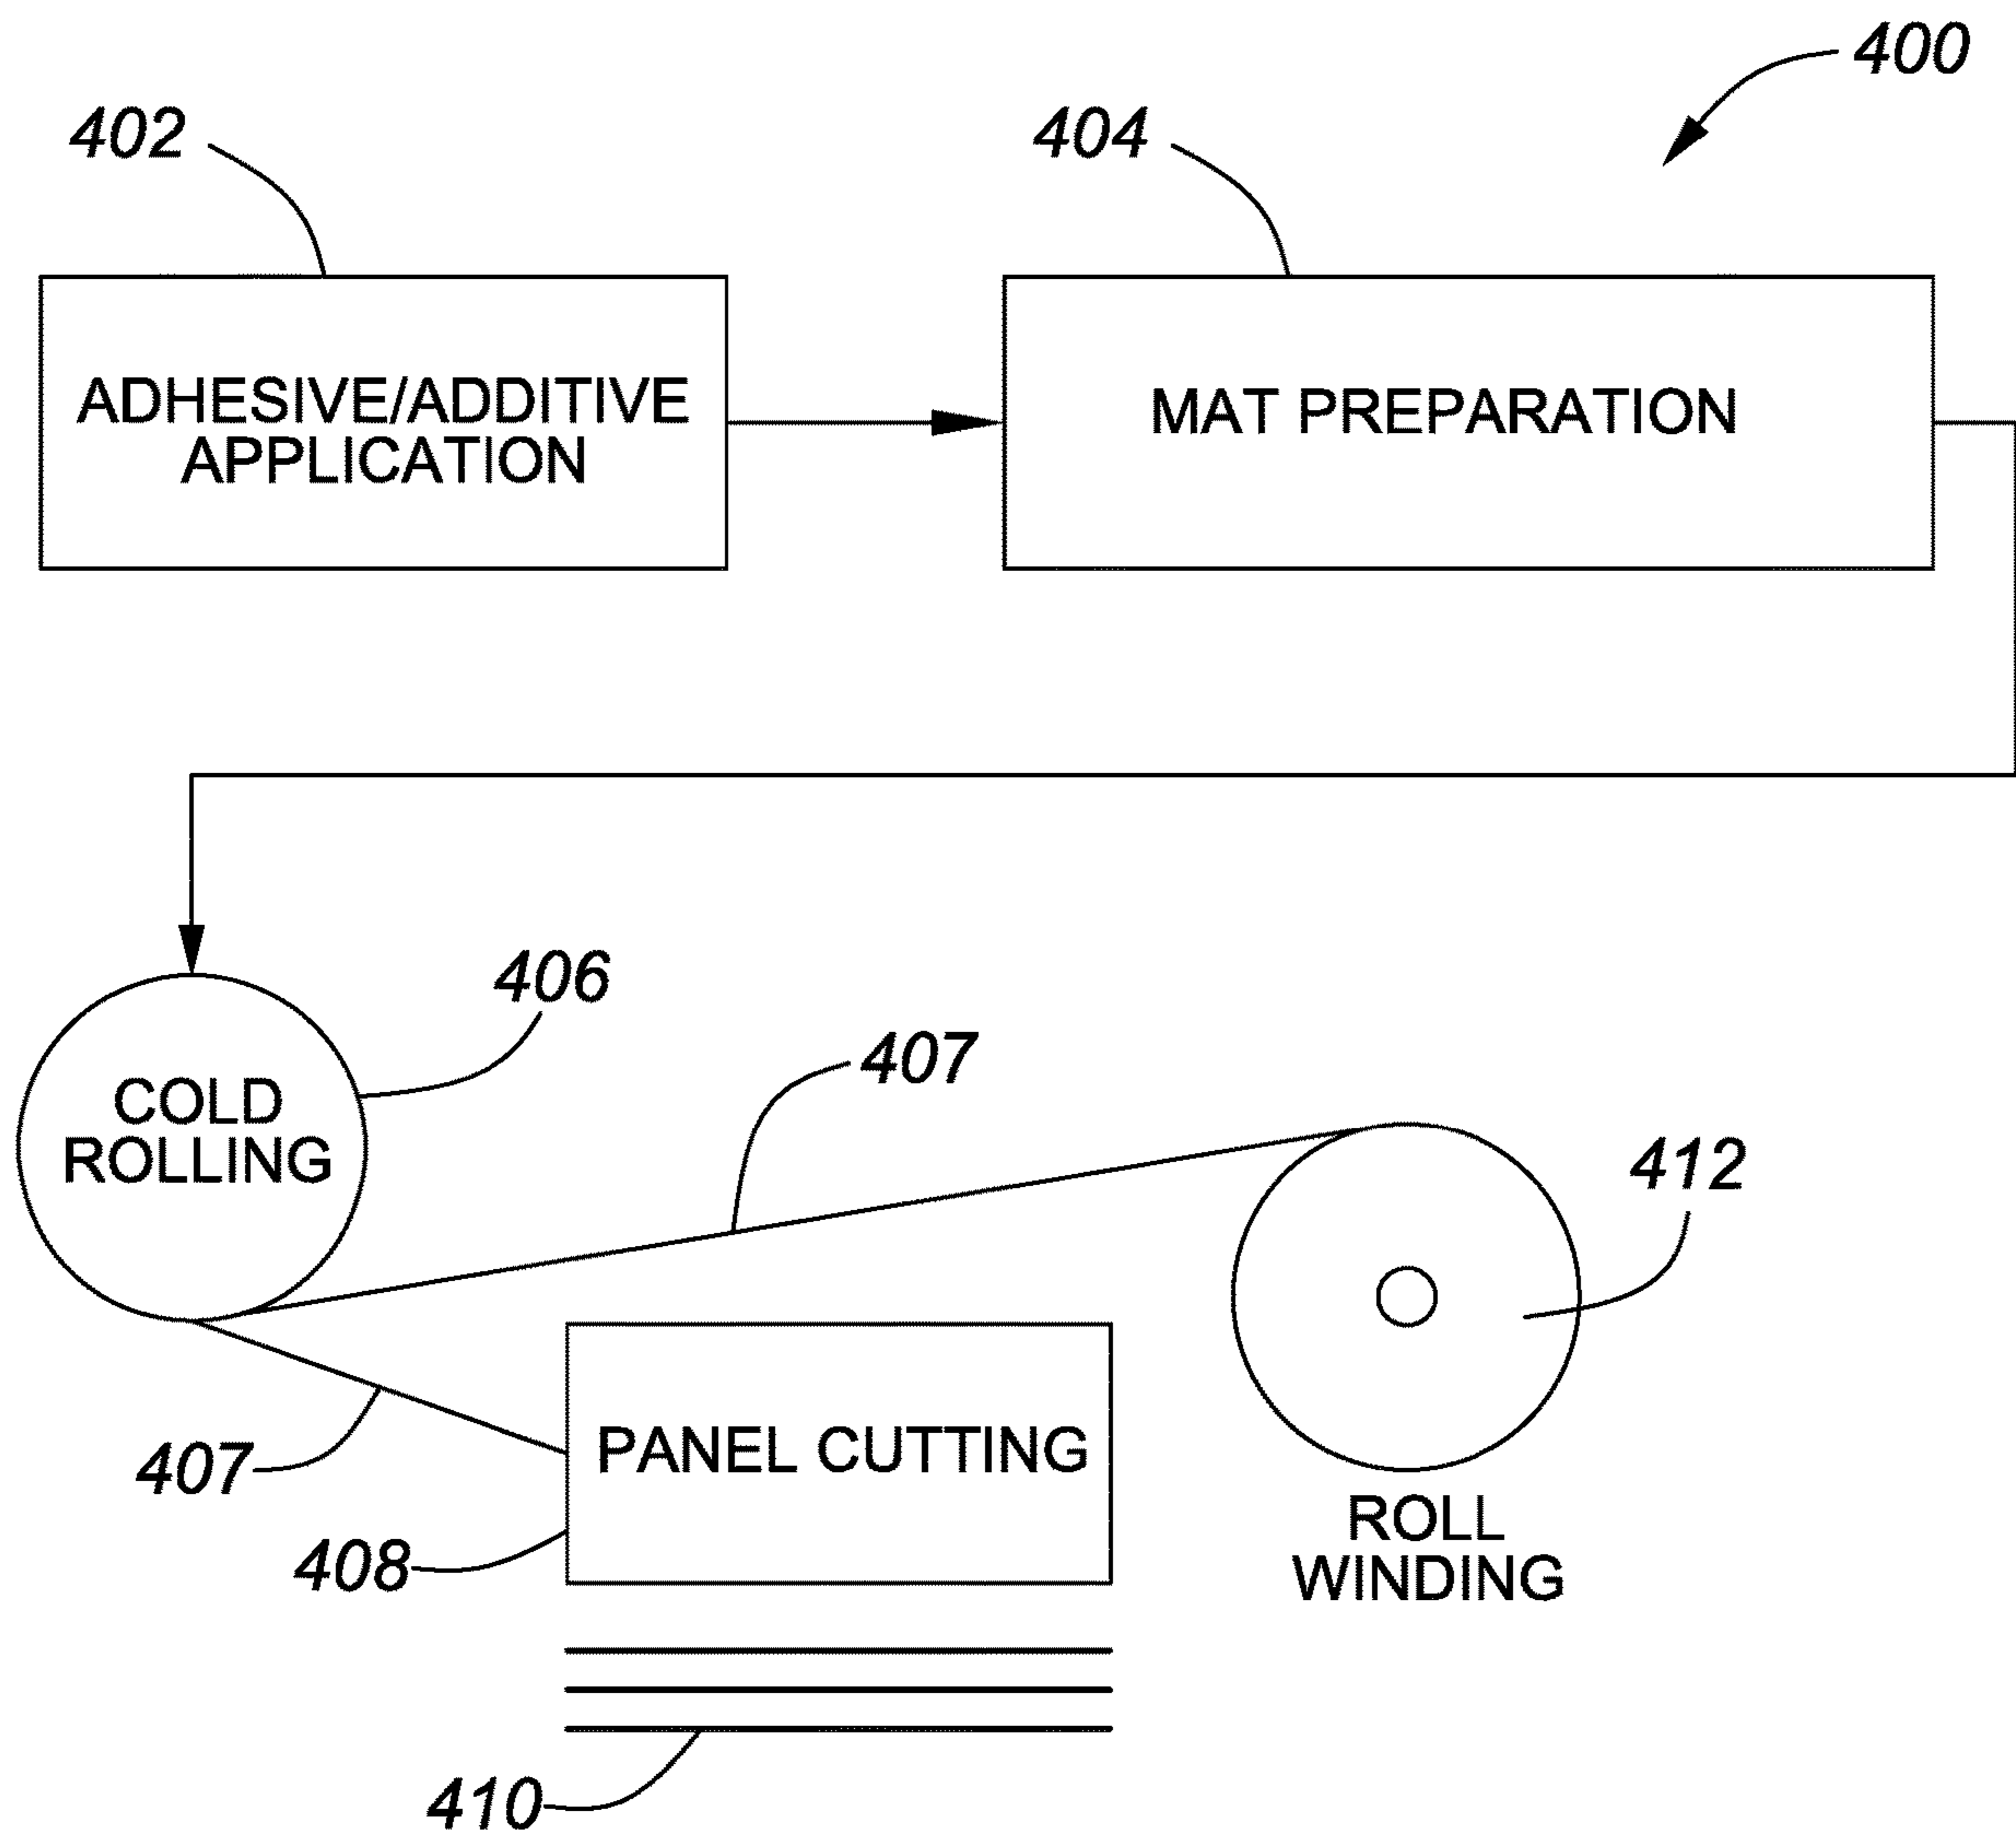 400
402
404
ADHESIVE/ADDITIVE
APPLICATION
MAT PREPARATION
406
407
COLD
ROLLING
412
407
PANEL CUTTING
408
ROLL
WINDING
410